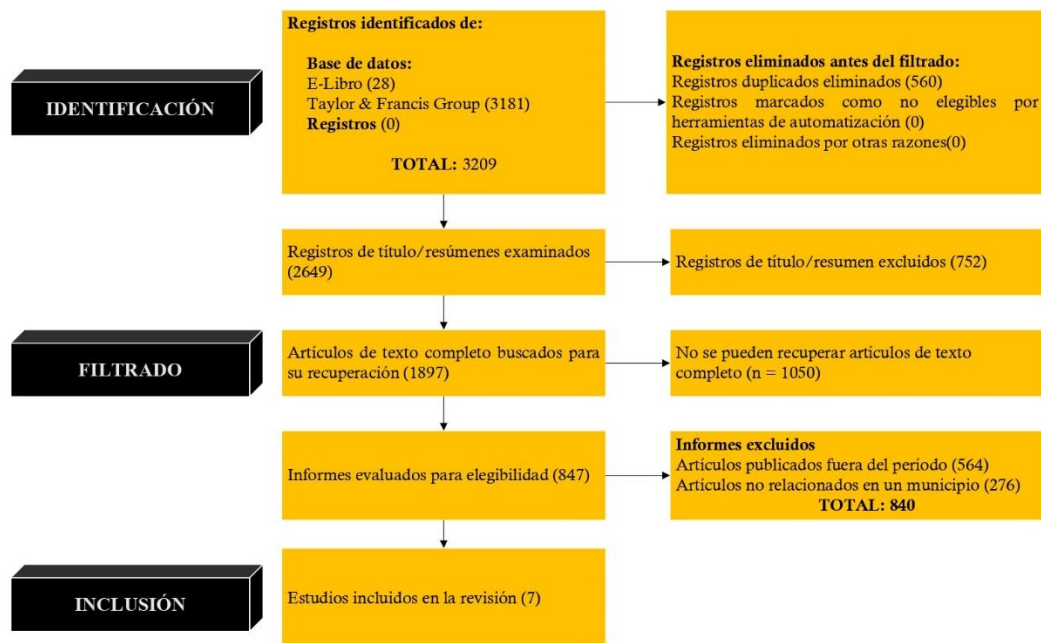 IDENTIFICACIÓN
Registros identificados de:
Base de datos:
E-Libro (28)
Taylor & Francis Group (3181)
Registros (0)
TOTAL: 3209
Registros eliminados antes del filtrado:
Registros duplicados eliminados (560)
Registros marcados como no elegibles por
herramientas de automatización (0)
Registros eliminados por otras razones(0)
Registros de título/resúmenes examinados
(2649)
Registros de título/resumen excluidos (752)
FILTRADO
Artículos de texto completo buscados para
su recuperación (1897)
No se pueden recuperar artículos de texto
completo (n = 1050)
Informes evaluados para elegibilidad (847)
Informes excluidos
Artículos publicados fuera del período (564)
Artículos no relacionados en un municipio (276)
TOTAL: 840
INCLUSIÓN
Estudios incluidos en la revisión (7)